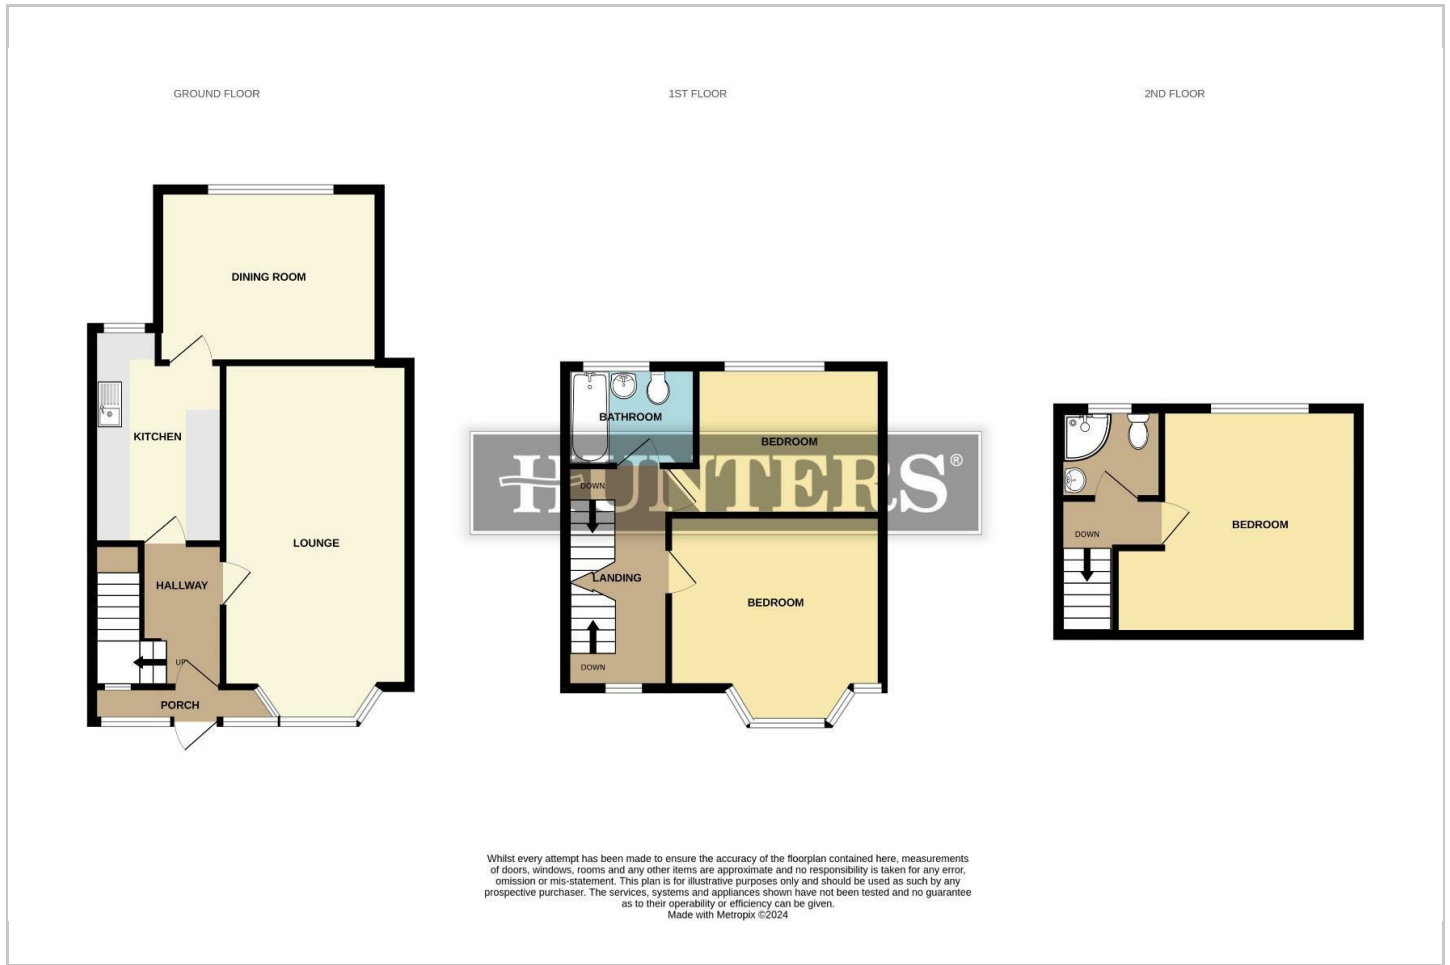 GROUND FLOOR
1ST FLOOR
2ND FLOOR
DINING ROOM
KITCHEN
LOUNGE
HALLWAY
UP
PORCH
BATHROOM
BEDROOM
HUNTERS®
DOWN
LANDING
BEDROOM
DOWN
BEDROOM
DOWN
Whilst every attempt has been made to ensure the accuracy of the floorplan contained here, measurements
of doors, windows, rooms and any other items are approximate and no responsibility is taken for any error,
omission or mis-statement. This plan is for illustrative purposes only and should be used as such by any
prospective purchaser. The services, systems and appliances shown have not been tested and no guarantee
as to their operability or efficiency can be given.
Made with Metropix ©2024